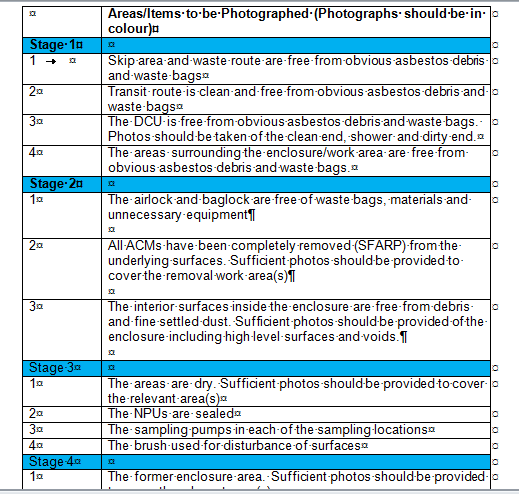 Areas/Items to be Photographed (Photographs should be in
colour)
Stage 1
1 Skip area and waste route are free from obvious asbestos debris
and waste bags
2 Transit route is clean and free from obvious asbestos debris and
waste bags
3 The DCU is free from obvious asbestos debris and waste bags.
Photos should be taken of the clean end, shower and dirty end.
4 The areas surrounding the enclosure/work area are free from
obvious asbestos debris and waste bags.
Stage 2
1 The airlock and baglock are free of waste bags, materials and
unnecessary equipment
2 All ACMs have been completely removed (SFARP) from the
underlying surfaces. Sufficient photos should be provided to
cover the removal work area(s)
3 The interior surfaces inside the enclosure are free from debris
and fine settled dust. Sufficient photos should be provided of the
enclosure including high level surfaces and voids.
Stage 3
1 The areas are dry. Sufficient photos should be provided to cover
the relevant area(s)
2 The NPUs are sealed
3 The sampling pumps in each of the sampling locations
4 The brush used for disturbance of surfaces
Stage 4
1 The former enclosure area. Sufficient photos should be provided